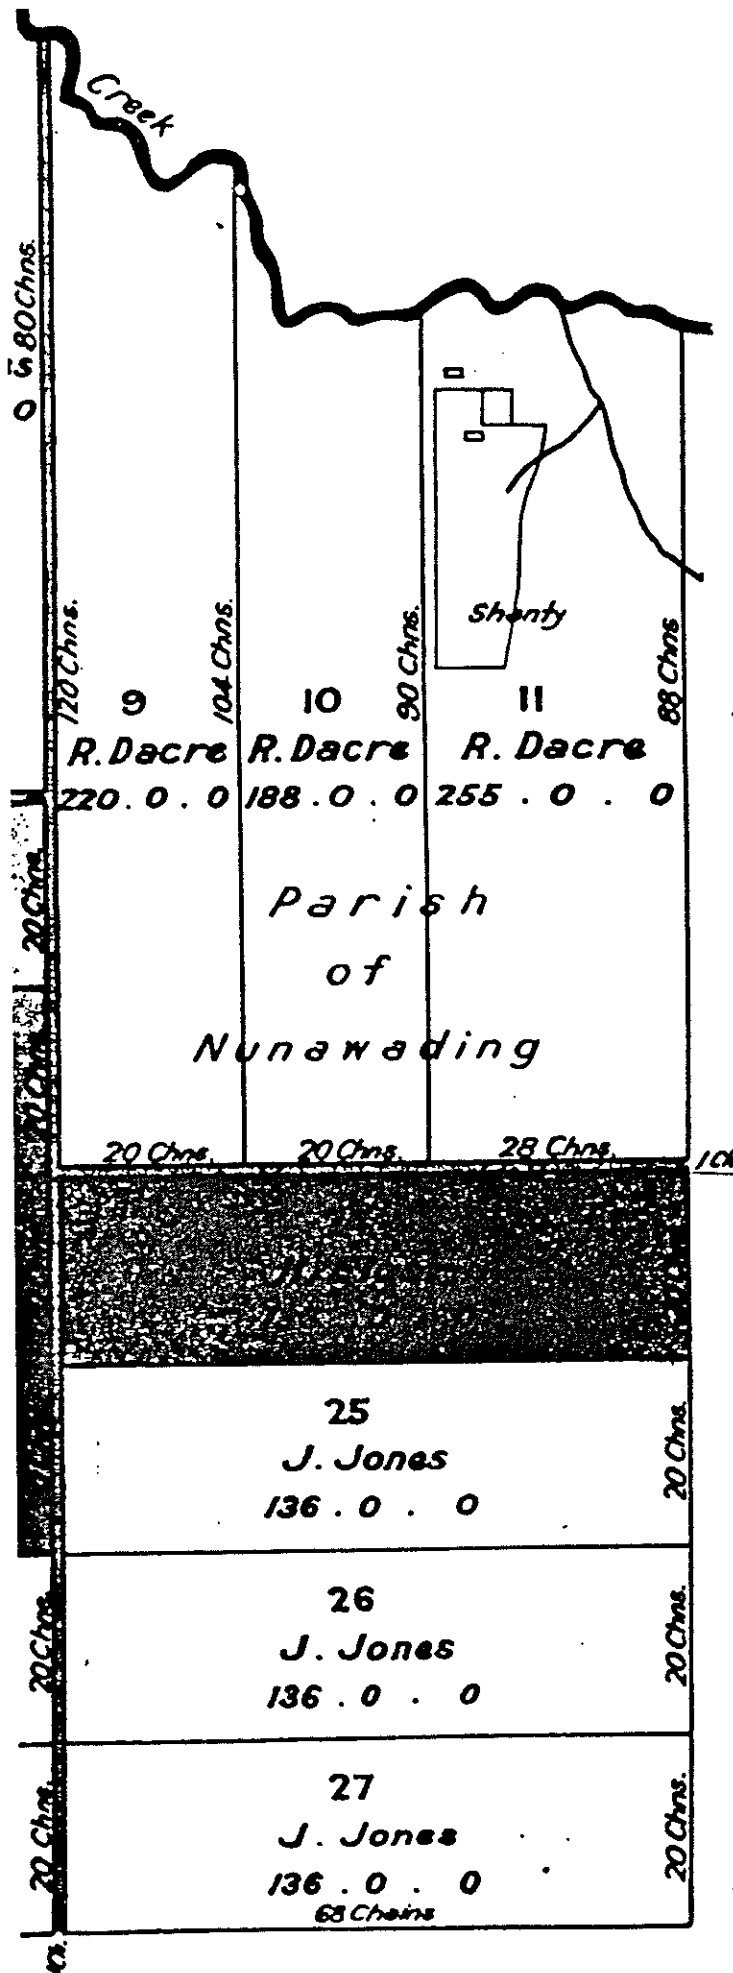 Creek
80 Chns.
120 Chns.
104 Chns.
90 Chns.
88 Chns
Shanty
9
R. Dacre
220 . 0 . 0
10
R. Dacre
188 . 0 . 0
11
R. Dacre
255 . 0 . 0
20 Chns.
Parish
of
Nunawading
20 Chns.
20 Chns.
20 Chns.
28 Chns.
25
J. Jones
136 . 0 . 0
20 Chns.
26
J. Jones
136 . 0 . 0
20 Chns.
20 Chns.
27
J. Jones
136 . 0 . 0
68 Chains
20 Chns.
20 Chns.